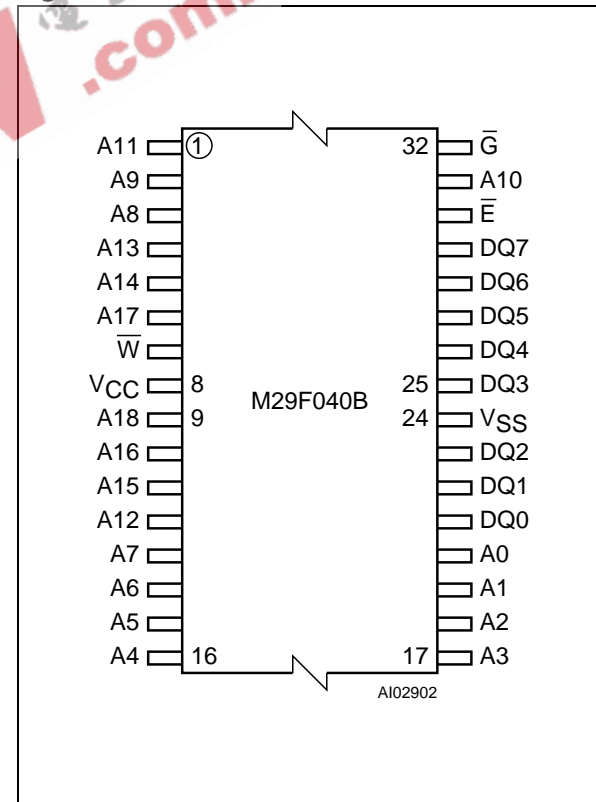 .com
A11 1 32 G̅
A9 A10
A8 E̅
A13 DQ7
A14 DQ6
A17 DQ5
W̅ DQ4
VCC 8 25 DQ3
M29F040B
A18 9 24 VSS
A16 DQ2
A15 DQ1
A12 DQ0
A7 A0
A6 A1
A5 A2
A4 16 17 A3
AI02902